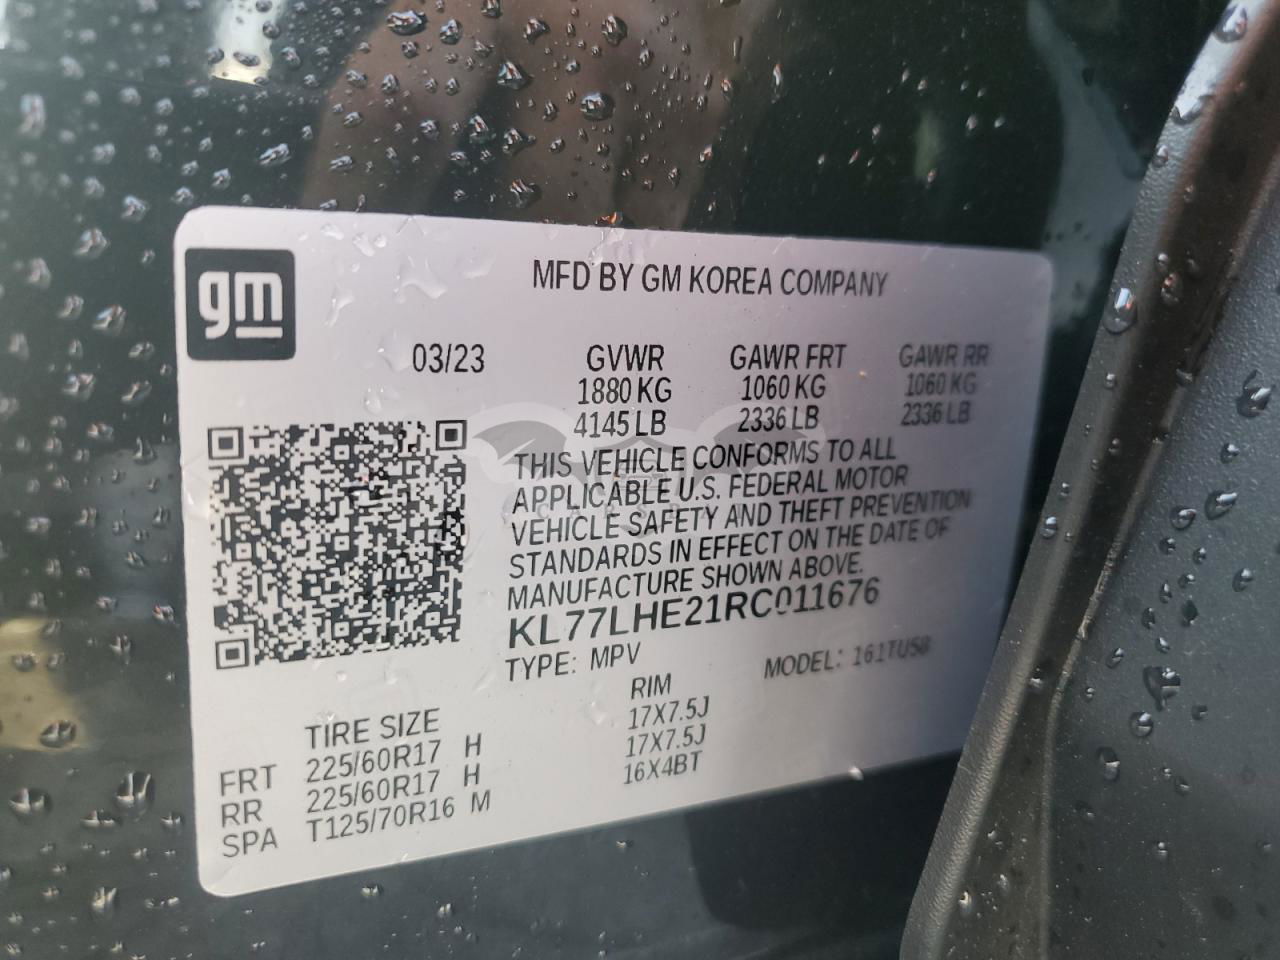 gm
MFD BY GM KOREA COMPANY
03/23 GVWR GAWR FRT GAWR RR
1880 KG 1060 KG 1060 KG
4145 LB 2336 LB 2336 LB
THIS VEHICLE CONFORMS TO ALL
APPLICABLE U.S. FEDERAL MOTOR
VEHICLE SAFETY AND THEFT PREVENTION
STANDARDS IN EFFECT ON THE DATE OF
MANUFACTURE SHOWN ABOVE.
KL77LHE21RC011676
TYPE: MPV MODEL: 161TU58
TIRE SIZE RIM
FRT 225/60R17 H 17X7.5J
RR 225/60R17 H 17X7.5J
SPA T125/70R16 M 16X4BT